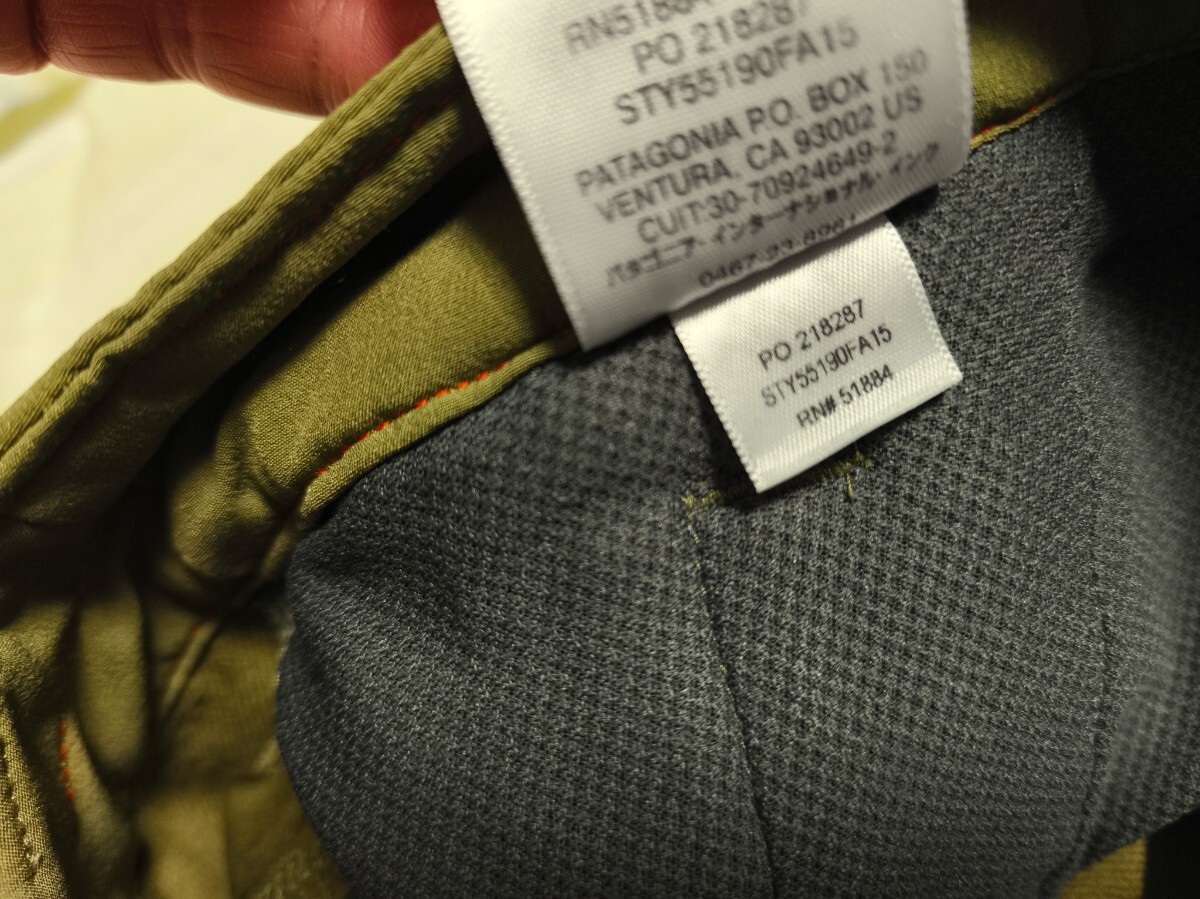 RN51884
PO 218287
STY55190FA15
PATAGONIA P.O. BOX 150
VENTURA, CA 93002 US
CUIT:30-70924649-2
パタゴニア・インターナショナル・インク
PO 218287
STY55190FA15
RN# 51884